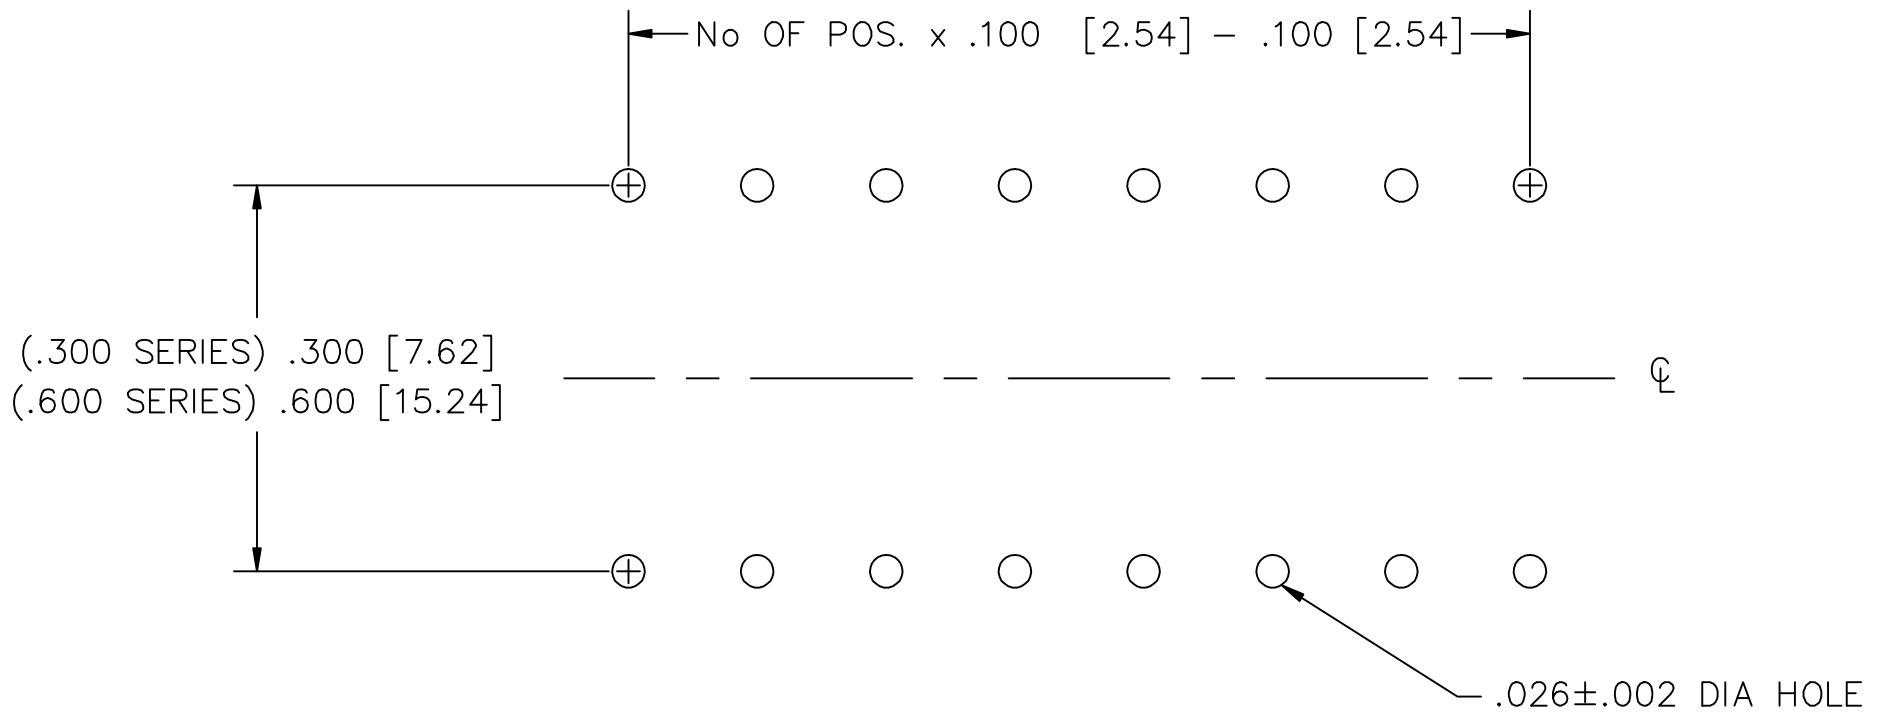 No OF POS. x .100 [2.54] – .100 [2.54]
(.300 SERIES) .300 [7.62]
(.600 SERIES) .600 [15.24]
℄
.026±.002 DIA HOLE